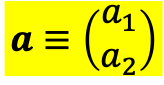 a ≡ (a₁ a₂)